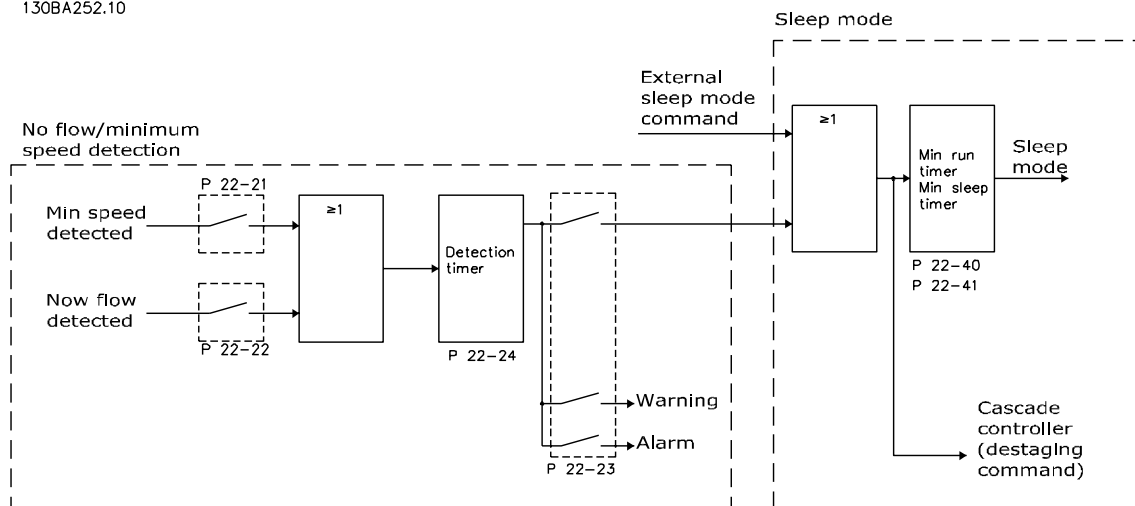 130BA252.10
Sleep mode
External
sleep mode
command
≥1
Min run
timer
Min sleep
timer
Sleep
mode
P 22-40
P 22-41
No flow/minimum
speed detection
P 22-21
Min speed
detected
≥1
Detection
timer
Now flow
detected
P 22-22
P 22-24
Warning
Alarm
P 22-23
Cascade
controller
(destaging
command)